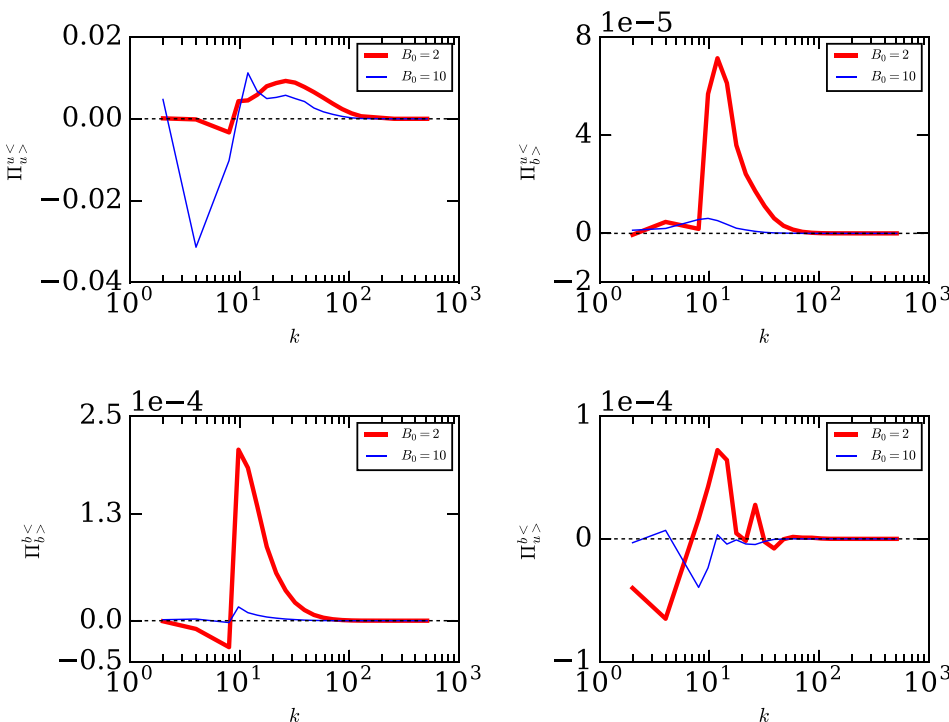 0.02
0.00
−0.02
−0.04
Π^{u<}_{u>}
B_0 = 2
B_0 = 10
10^0 10^1 10^2 10^3
k
1e−5
8
4
0
−2
Π^{u<}_{b>}
B_0 = 2
B_0 = 10
10^0 10^1 10^2 10^3
k
1e−4
2.5
1.3
0.0
−0.5
Π^{b<}_{b>}
B_0 = 2
B_0 = 10
10^0 10^1 10^2 10^3
k
1e−4
1
0
−1
Π^{b<}_{u>}
B_0 = 2
B_0 = 10
10^0 10^1 10^2 10^3
k